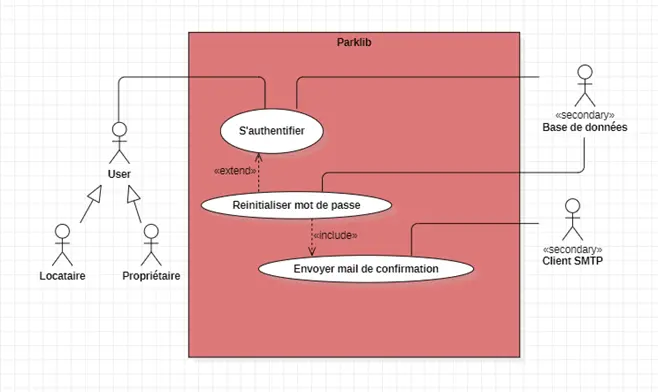 Parklib
«secondary»
Base de données
S'authentifier
User
«extend»
Reinitialiser mot de passe
«include»
«secondary»
Client SMTP
Locataire
Propriétaire
Envoyer mail de confirmation